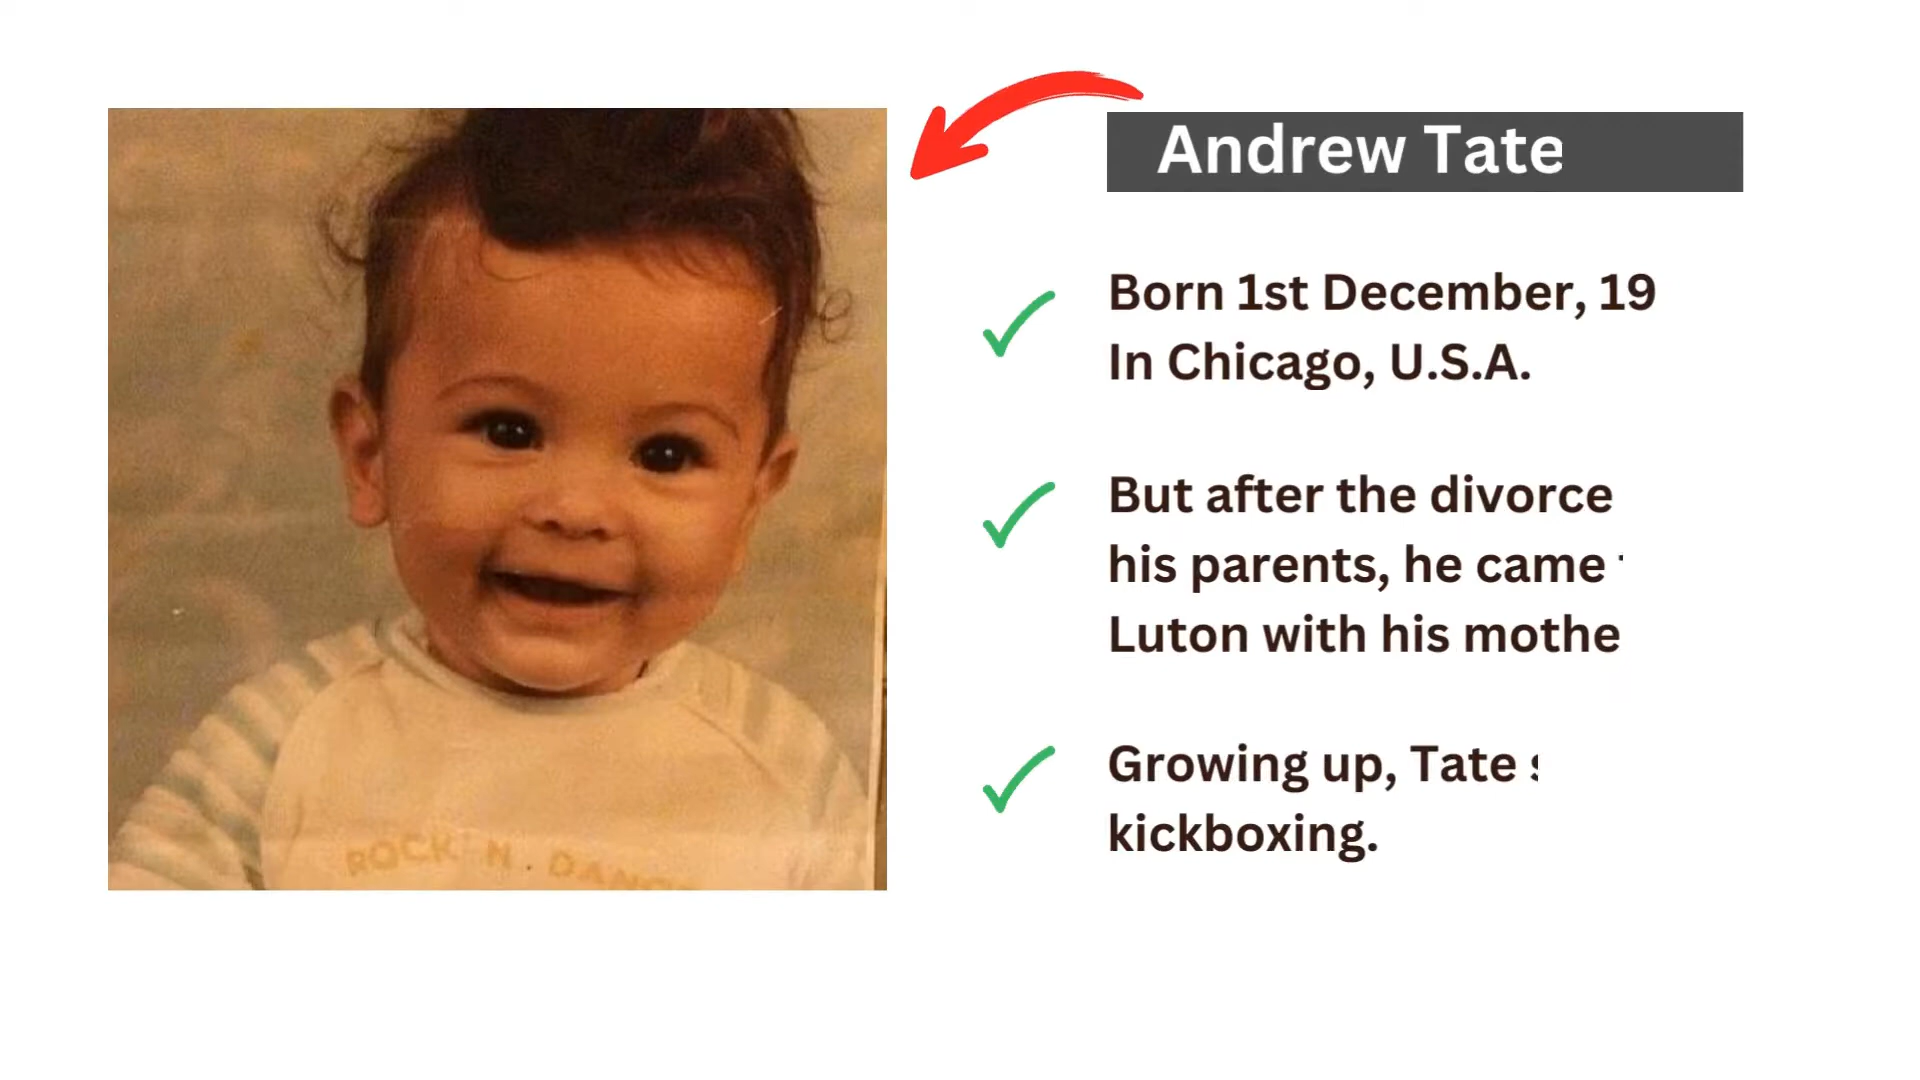 Andrew Tate
Born 1st December, 19
In Chicago, U.S.A.
But after the divorce
his parents, he came
Luton with his mothe
Growing up, Tate
kickboxing.
ROCK N